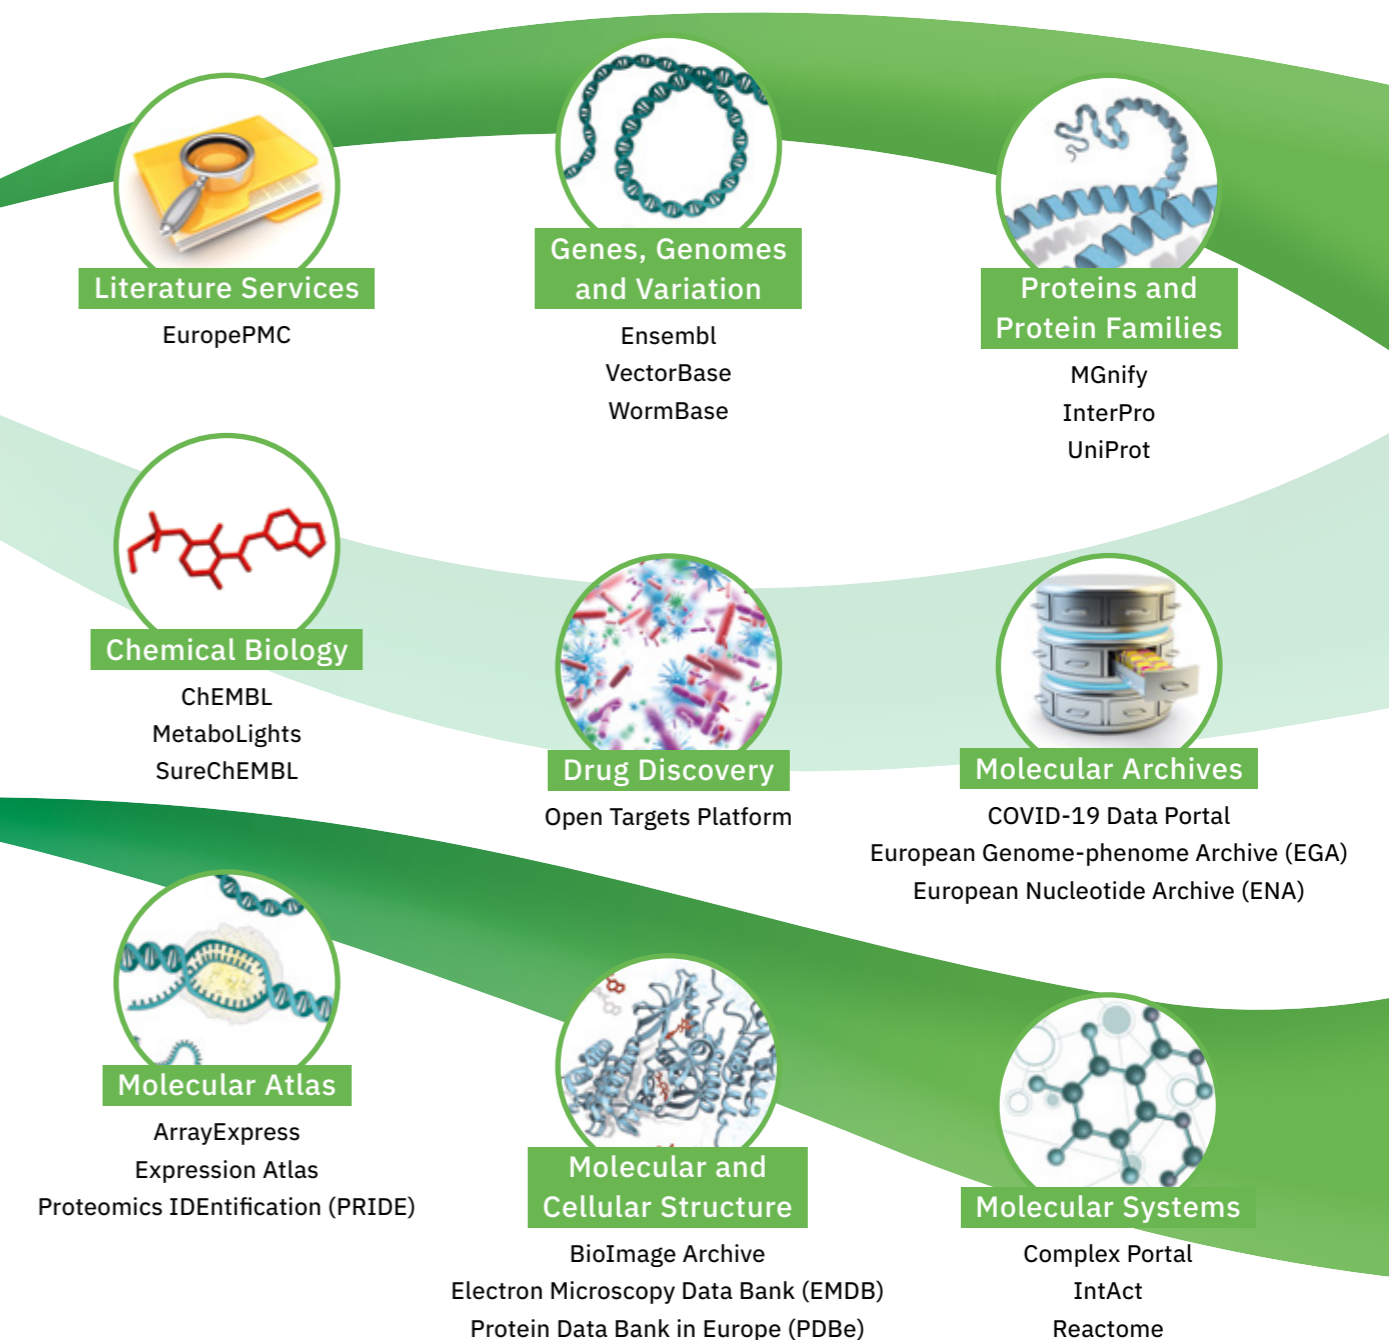 Literature Services
EuropePMC
Genes, Genomes
and Variation
Ensembl
VectorBase
WormBase
Proteins and
Protein Families
MGnify
InterPro
UniProt
Chemical Biology
ChEMBL
MetaboLights
SureChEMBL
Drug Discovery
Open Targets Platform
Molecular Archives
COVID-19 Data Portal
European Genome-phenome Archive (EGA)
European Nucleotide Archive (ENA)
Molecular Atlas
ArrayExpress
Expression Atlas
Proteomics IDEntification (PRIDE)
Molecular and
Cellular Structure
BioImage Archive
Electron Microscopy Data Bank (EMDB)
Protein Data Bank in Europe (PDBe)
Molecular Systems
Complex Portal
IntAct
Reactome